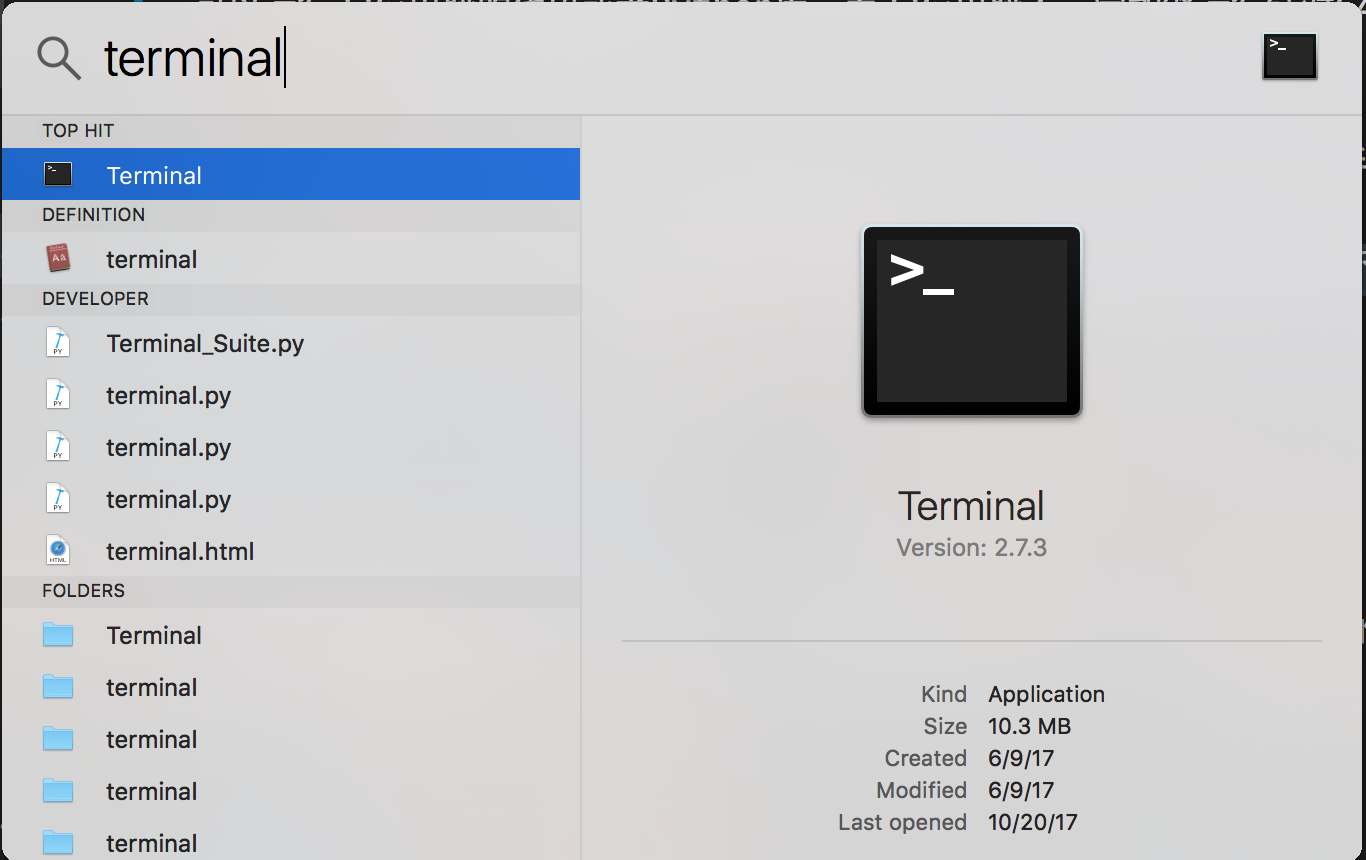 terminal
TOP HIT
Terminal
DEFINITION
terminal
DEVELOPER
Terminal_Suite.py
terminal.py
terminal.py
terminal.py
terminal.html
FOLDERS
Terminal
terminal
terminal
terminal
terminal
>_
Terminal
Version: 2.7.3
Kind Application
Size 10.3 MB
Created 6/9/17
Modified 6/9/17
Last opened 10/20/17